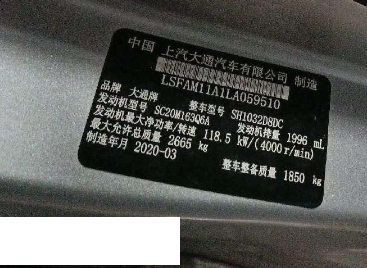 中国 上汽大通汽车有限公司 制造
LSFAM11A1LA059510
品牌 大通牌 整车型号 SH1032D8DC
发动机型号 SC20M163Q6A 发动机排量 1996 mL
发动机最大净功率/转速 118.5 kW/(4000r/min)
最大允许总质量 2665 kg
制造年月 2020-03 整车整备质量 1850 kg